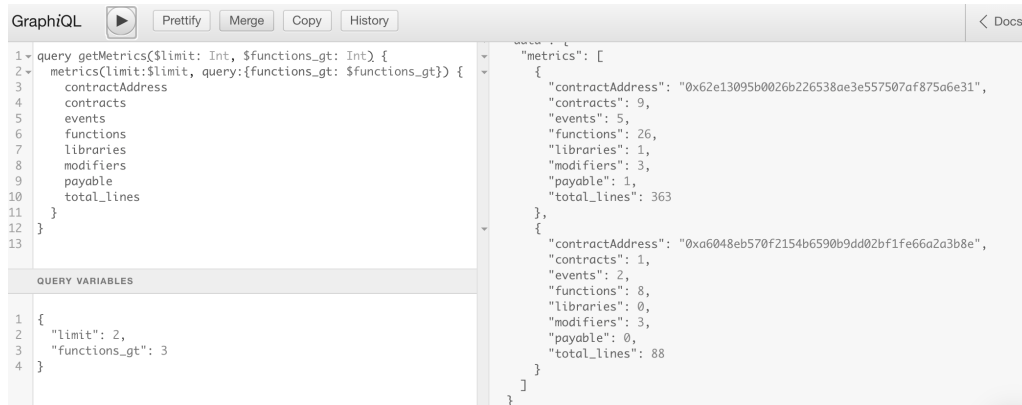 GraphiQL Prettify Merge Copy History < Docs
1 query getMetrics($limit: Int, $functions_gt: Int) {
2 metrics(limit:$limit, query:{functions_gt: $functions_gt}) {
3 contractAddress
4 contracts
5 events
6 functions
7 libraries
8 modifiers
9 payable
10 total_lines
11 }
12 }
13
QUERY VARIABLES
1 {
2 "limit": 2,
3 "functions_gt": 3
4 }
"metrics": [
{
"contractAddress": "0x62e13095b0026b226538ae3e557507af875a6e31",
"contracts": 9,
"events": 5,
"functions": 26,
"libraries": 1,
"modifiers": 3,
"payable": 1,
"total_lines": 363
},
{
"contractAddress": "0xa6048eb570f2154b6590b9dd02bf1fe66a2a3b8e",
"contracts": 1,
"events": 2,
"functions": 8,
"libraries": 0,
"modifiers": 3,
"payable": 0,
"total_lines": 88
}
]
}